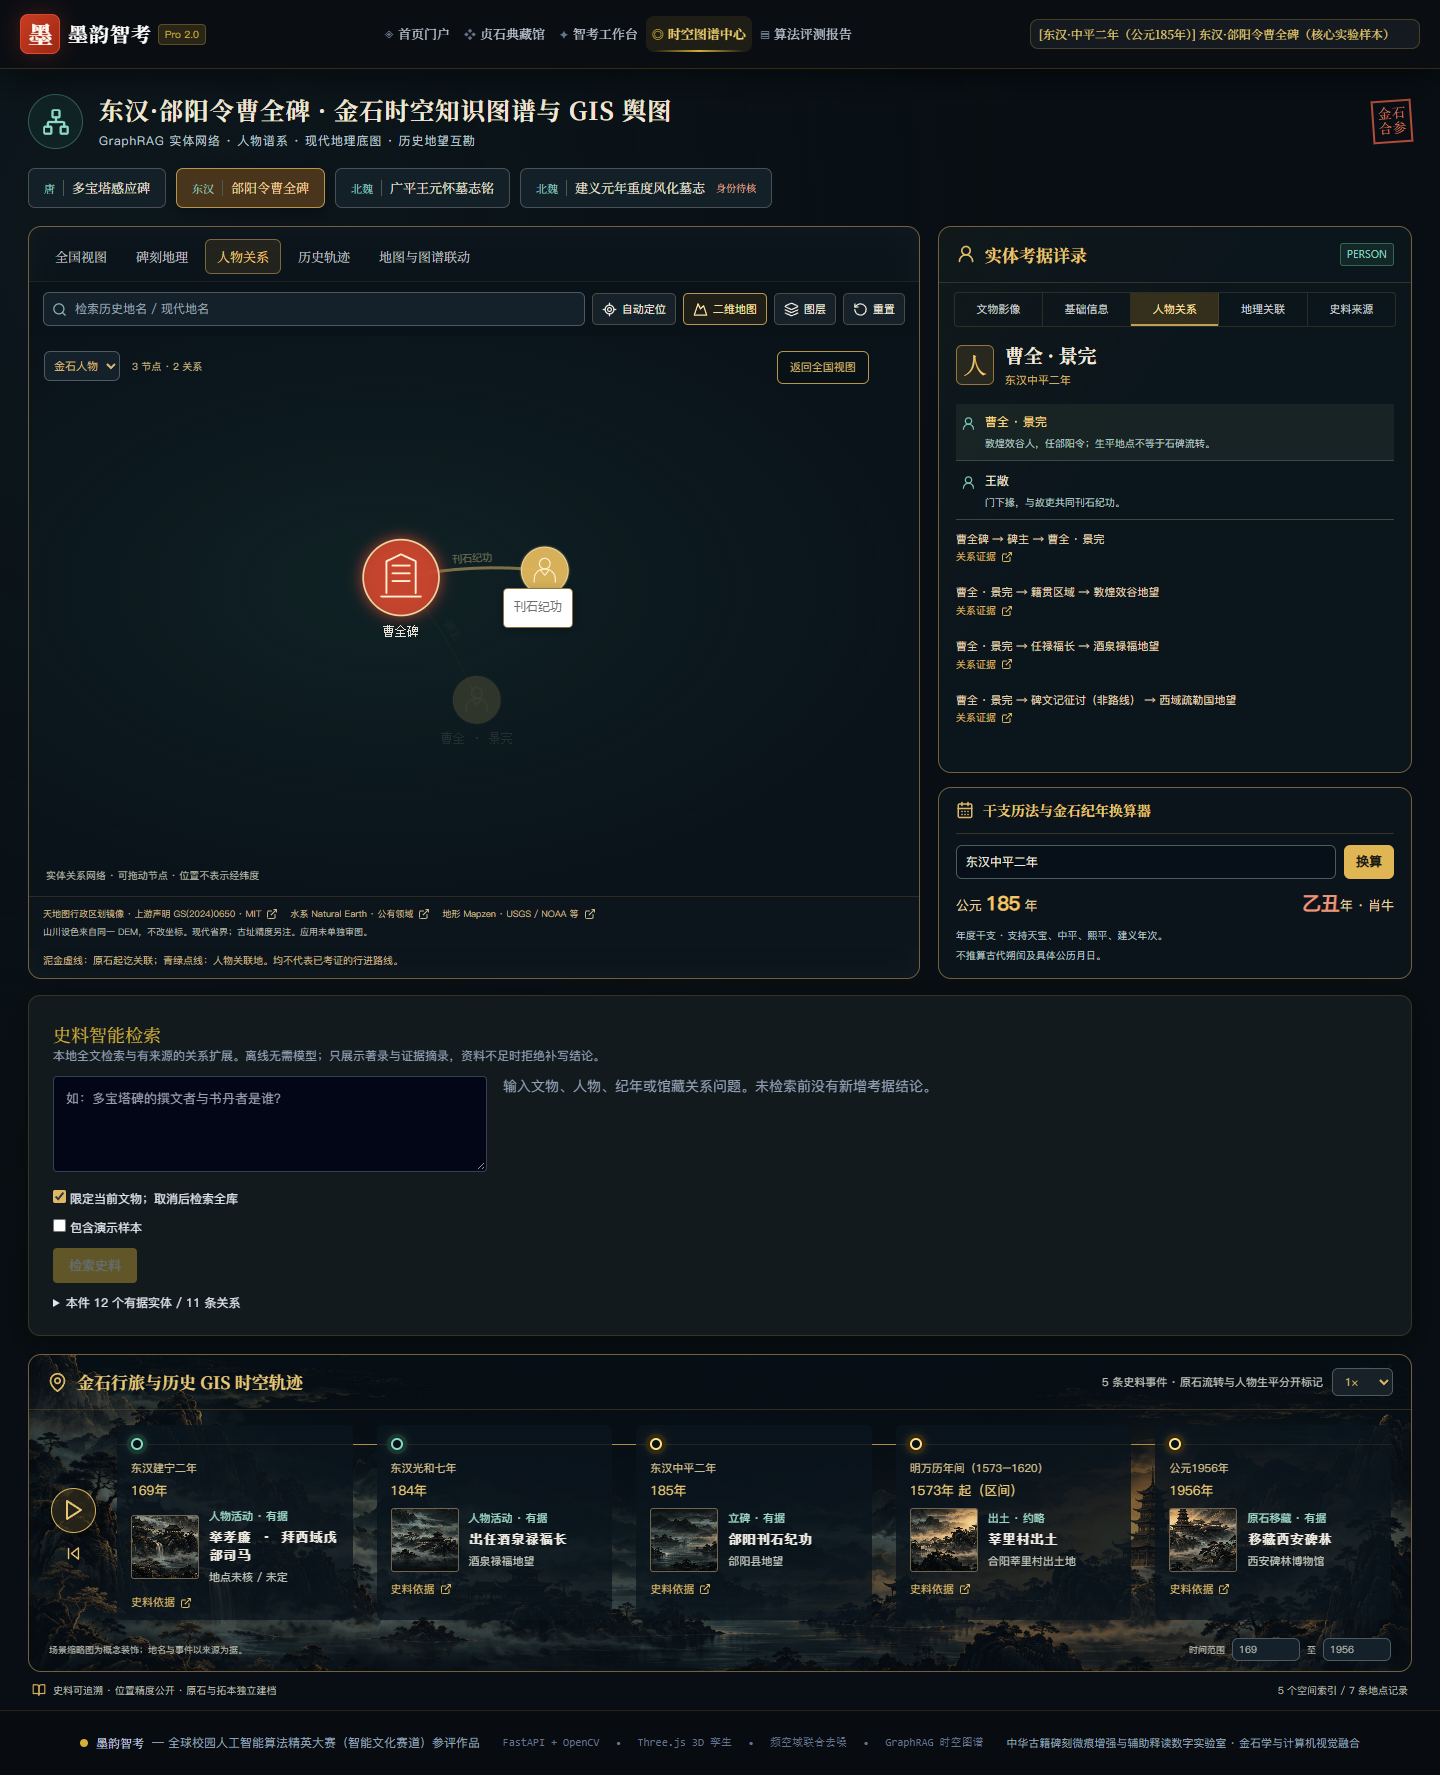 墨 墨韵智考 Pro 2.0 首页门户 贞石典藏馆 智考工作台 时空图谱中心 算法评测报告 [东汉·中平二年（公元185年）] 东汉·郃阳令曹全碑（核心实验样本）
东汉·郃阳令曹全碑 · 金石时空知识图谱与 GIS 舆图
GraphRAG 实体网络 · 人物谱系 · 现代地理底图 · 历史地望互勘
金石
合参
唐 多宝塔感应碑 东汉 郃阳令曹全碑 北魏 广平王元怀墓志铭 北魏 建义元年重度风化墓志 身份待核
全国视图 碑刻地理 人物关系 历史轨迹 地图与图谱联动
检索历史地名 / 现代地名 自动定位 二维地图 图层 重置
金石人物 3 节点 · 2 关系 返回全国视图
刊石纪功
刊石纪功
曹全碑
曹全 · 景完
实体关系网络 · 可拖动节点 · 位置不表示经纬度
天地图行政区划镜像 · 上游声明 GS(2024)0650 · MIT 水系 Natural Earth · 公有领域 地形 Mapzen · USGS / NOAA 等
山川设色来自同一 DEM，不改坐标。现代省界；古址精度另注。应用未单独审图。
泥金虚线：原石起讫关联；青绿点线：人物关联地。均不代表已考证的行进路线。
实体考据详录 PERSON
文物影像 基础信息 人物关系 地理关联 史料来源
人 曹全 · 景完
东汉中平二年
曹全 · 景完
敦煌效谷人，任郃阳令；生平地点不等于石碑流转。
王敞
门下掾，与故吏共同刊石纪功。
曹全碑 → 碑主 → 曹全 · 景完
关系证据
曹全 · 景完 → 籍贯区域 → 敦煌效谷地望
关系证据
曹全 · 景完 → 任禄福长 → 酒泉禄福地望
关系证据
曹全 · 景完 → 碑文记征讨（非路线） → 西域疏勒国地望
关系证据
干支历法与金石纪年换算器
东汉中平二年 换算
公元 185 年 乙丑年 · 肖牛
年度干支 · 支持天宝、中平、熙平、建义年次。
不推算古代朔闰及具体公历月日。
史料智能检索
本地全文检索与有来源的关系扩展。离线无需模型；只展示著录与证据摘录，资料不足时拒绝补写结论。
如：多宝塔碑的撰文者与书丹者是谁？
输入文物、人物、纪年或馆藏关系问题。未检索前没有新增考据结论。
限定当前文物；取消后检索全库
包含演示样本
检索史料
▶ 本件 12 个有据实体 / 11 条关系
金石行旅与历史 GIS 时空轨迹 5 条史料事件 · 原石流转与人物生平分开标记 1×
东汉建宁二年
169年
人物活动 · 有据
举孝廉 · 拜西域戊
部司马
地点未核 / 未定
史料依据
东汉光和七年
184年
人物活动 · 有据
出任酒泉禄福长
酒泉禄福地望
史料依据
东汉中平二年
185年
立碑 · 有据
郃阳刊石纪功
郃阳县地望
史料依据
明万历年间（1573—1620）
1573年 起（区间）
出土 · 约略
莘里村出土
合阳莘里村出土地
史料依据
公元1956年
1956年
原石移藏 · 有据
移藏西安碑林
西安碑林博物馆
史料依据
场景缩略图为概念装饰；地名与事件以来源为据。 时间范围 169 至 1956
史料可追溯 · 位置精度公开 · 原石与拓本独立建档 5 个空间索引 / 7 条地点记录
墨韵智考 — 全球校园人工智能算法精英大赛（智能文化赛道）参评作品 FastAPI + OpenCV • Three.js 3D 孪生 • 频空域联合去噪 • GraphRAG 时空图谱 中华古籍碑刻微痕增强与辅助释读数字实验室 · 金石学与计算机视觉融合